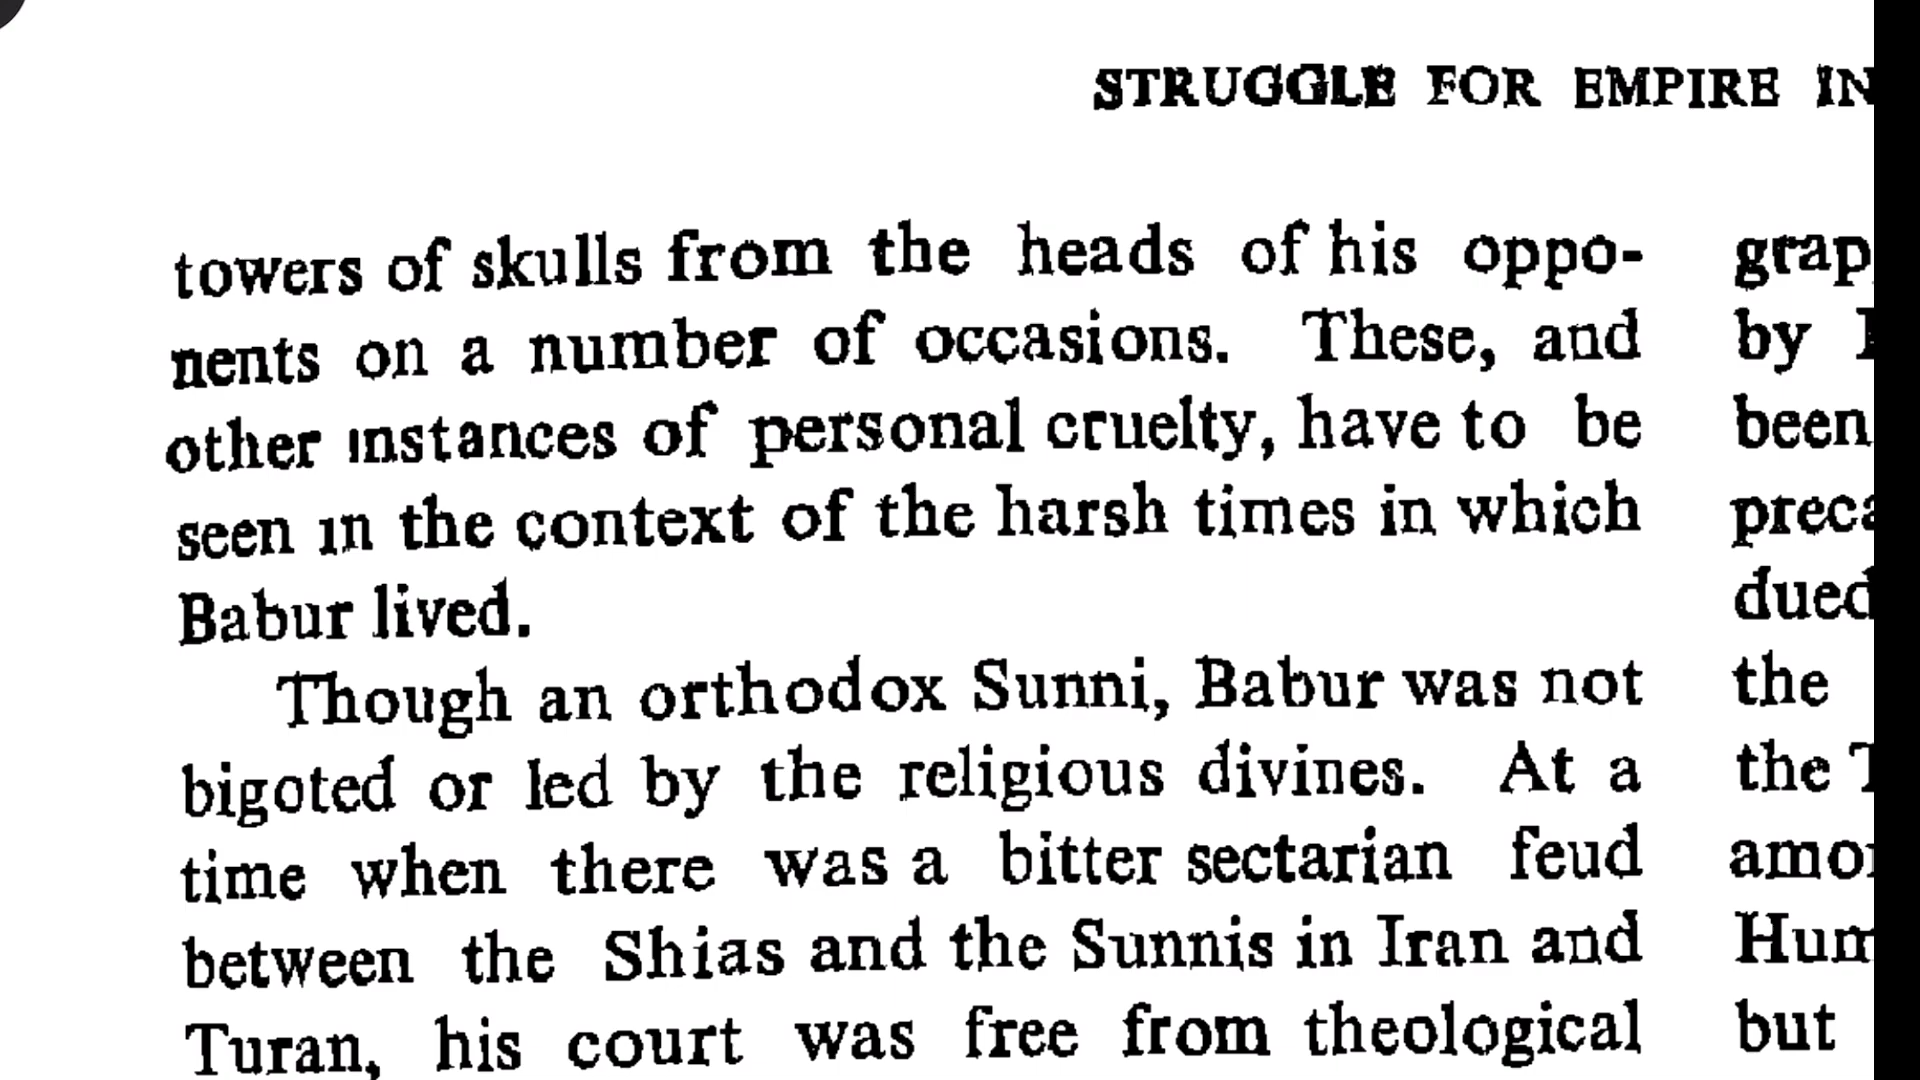 STRUGGLE FOR EMPIRE IN
towers of skulls from the heads of his oppo-
nents on a number of occasions. These, and
other instances of personal cruelty, have to be
seen in the context of the harsh times in which
Babur lived.
Though an orthodox Sunni, Babur was not
bigoted or led by the religious divines. At a
time when there was a bitter sectarian feud
between the Shias and the Sunnis in Iran and
Turan, his court was free from theological
by
been
the
the
but